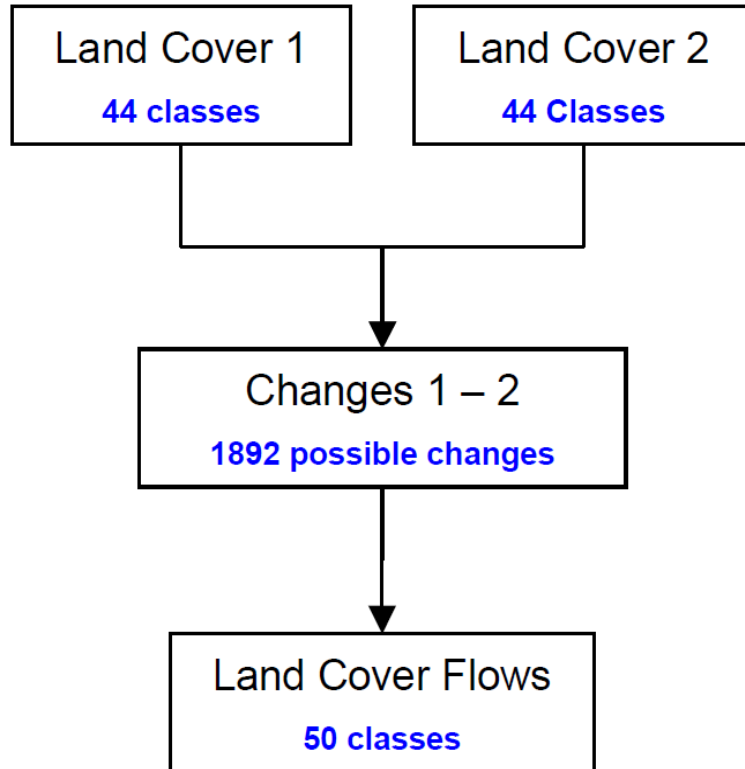 Land Cover 1
44 classes
Land Cover 2
44 Classes
Changes 1 – 2
1892 possible changes
Land Cover Flows
50 classes